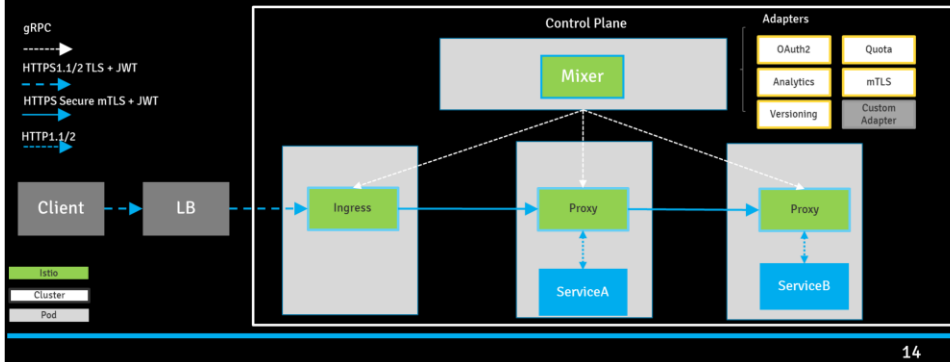 gRPC
HTTPS1.1/2 TLS + JWT
HTTPS Secure mTLS + JWT
HTTP1.1/2
Control Plane
Mixer
Adapters
OAuth2
Quota
Analytics
mTLS
Versioning
Custom
Adapter
Client
LB
Ingress
Proxy
Proxy
ServiceA
ServiceB
Istio
Cluster
Pod
14